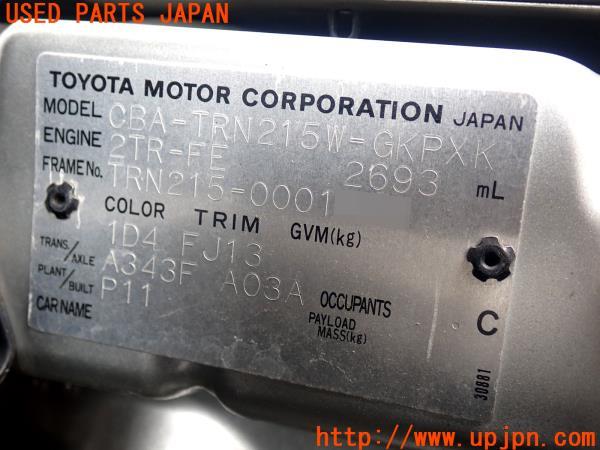 USED PARTS JAPAN
TOYOTA MOTOR CORPORATION JAPAN
MODEL CBA-TRN215W-GKPXK
ENGINE 2TR-FE 2693 mL
FRAME No. TRN215-0001
COLOR TRIM GVM(kg)
1D4 FJ13
TRANS/AXLE A343F A03A
PLANT/BUILT P11 OCCUPANTS
CAR NAME PAYLOAD MASS(kg) C
30881
http://www.upjpn.com